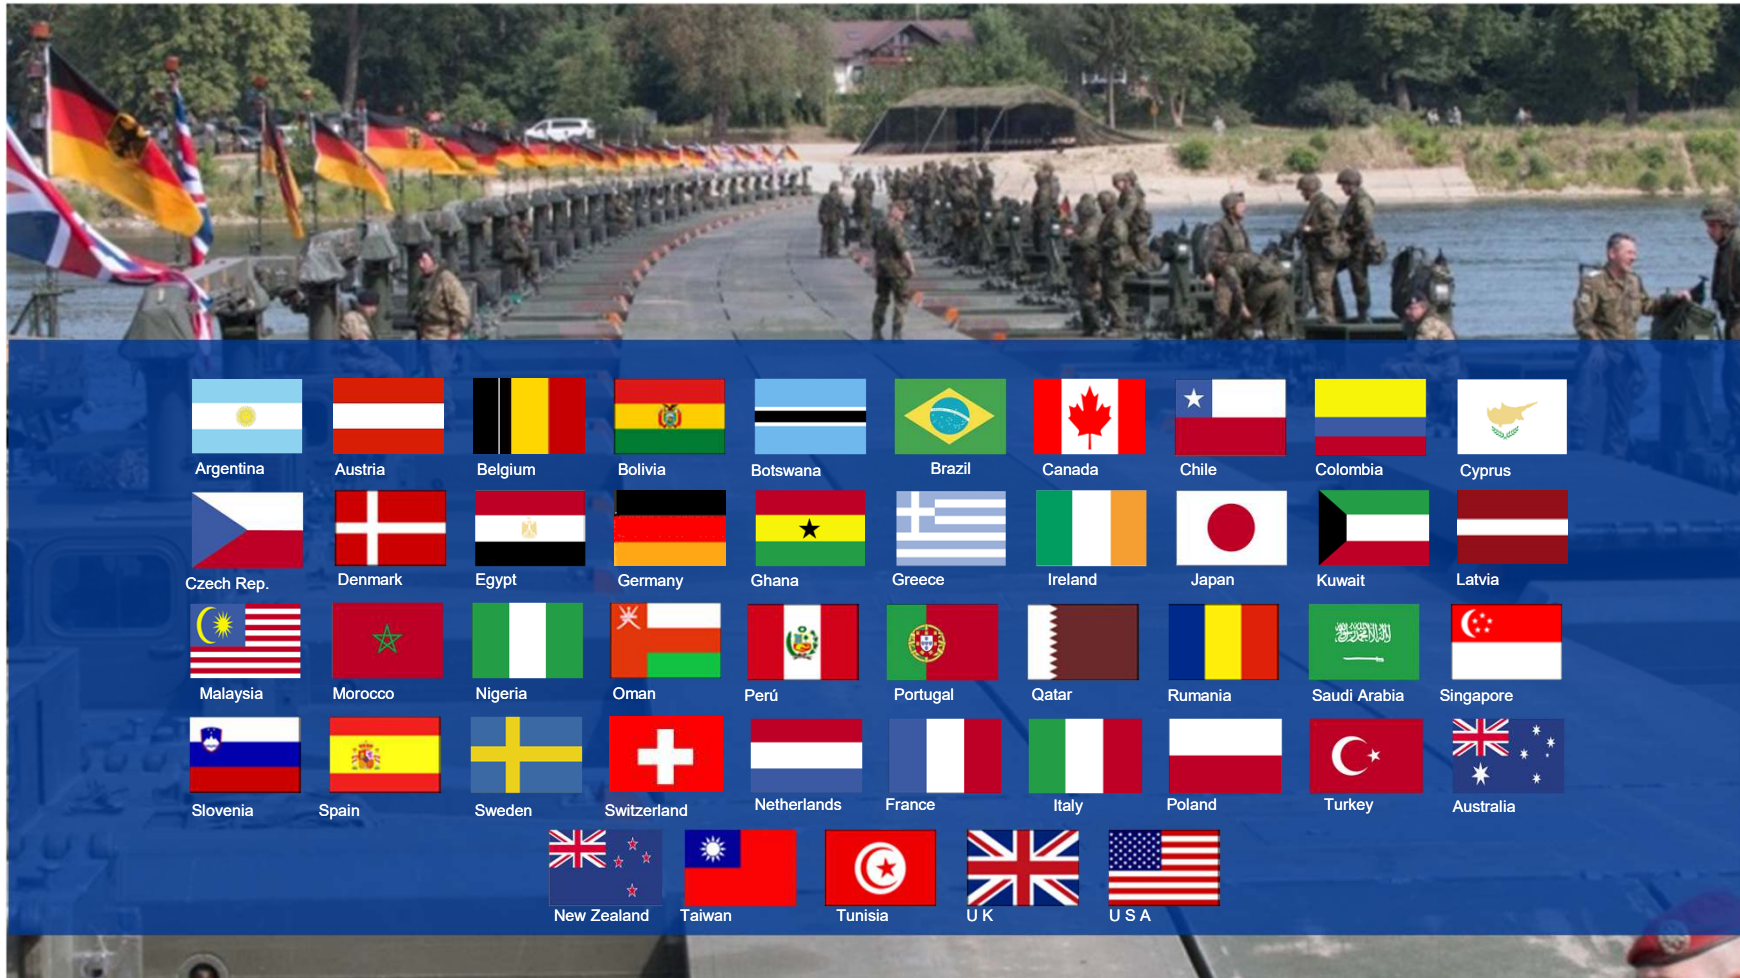 Argentina
Austria
Belgium
Bolivia
Botswana
Brazil
Canada
Chile
Colombia
Cyprus
Czech Rep.
Denmark
Egypt
Germany
Ghana
Greece
Ireland
Japan
Kuwait
Latvia
Malaysia
Morocco
Nigeria
Oman
Perú
Portugal
Qatar
Rumania
Saudi Arabia
Singapore
Slovenia
Spain
Sweden
Switzerland
Netherlands
France
Italy
Poland
Turkey
Australia
New Zealand
Taiwan
Tunisia
U K
U S A